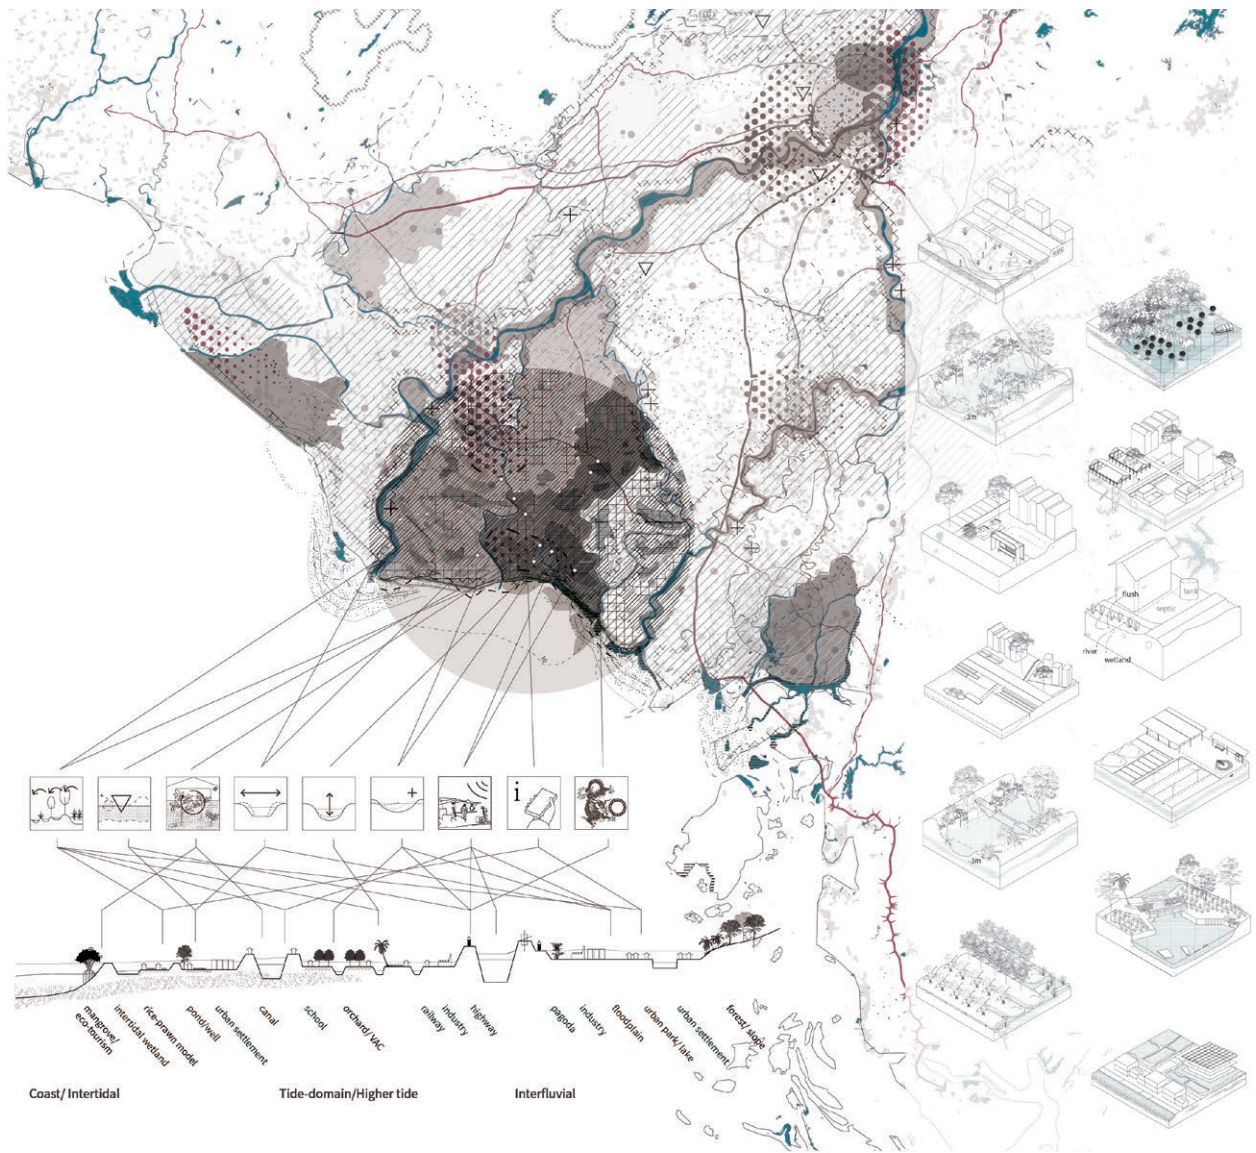 3m
flush
tank
septic
river
wetland
i
3m
mangrove/
eco-tourism
intertidal wetland
rice-prawn model
pond/well
urban settlement
canal
school
orchard/VAC
railway
industry
highway
pagoda
industry
floodplain
urban park/ lake
urban settlement
forest/ slope
Coast/ Intertidal
Tide-domain/Higher tide
Interfluvial